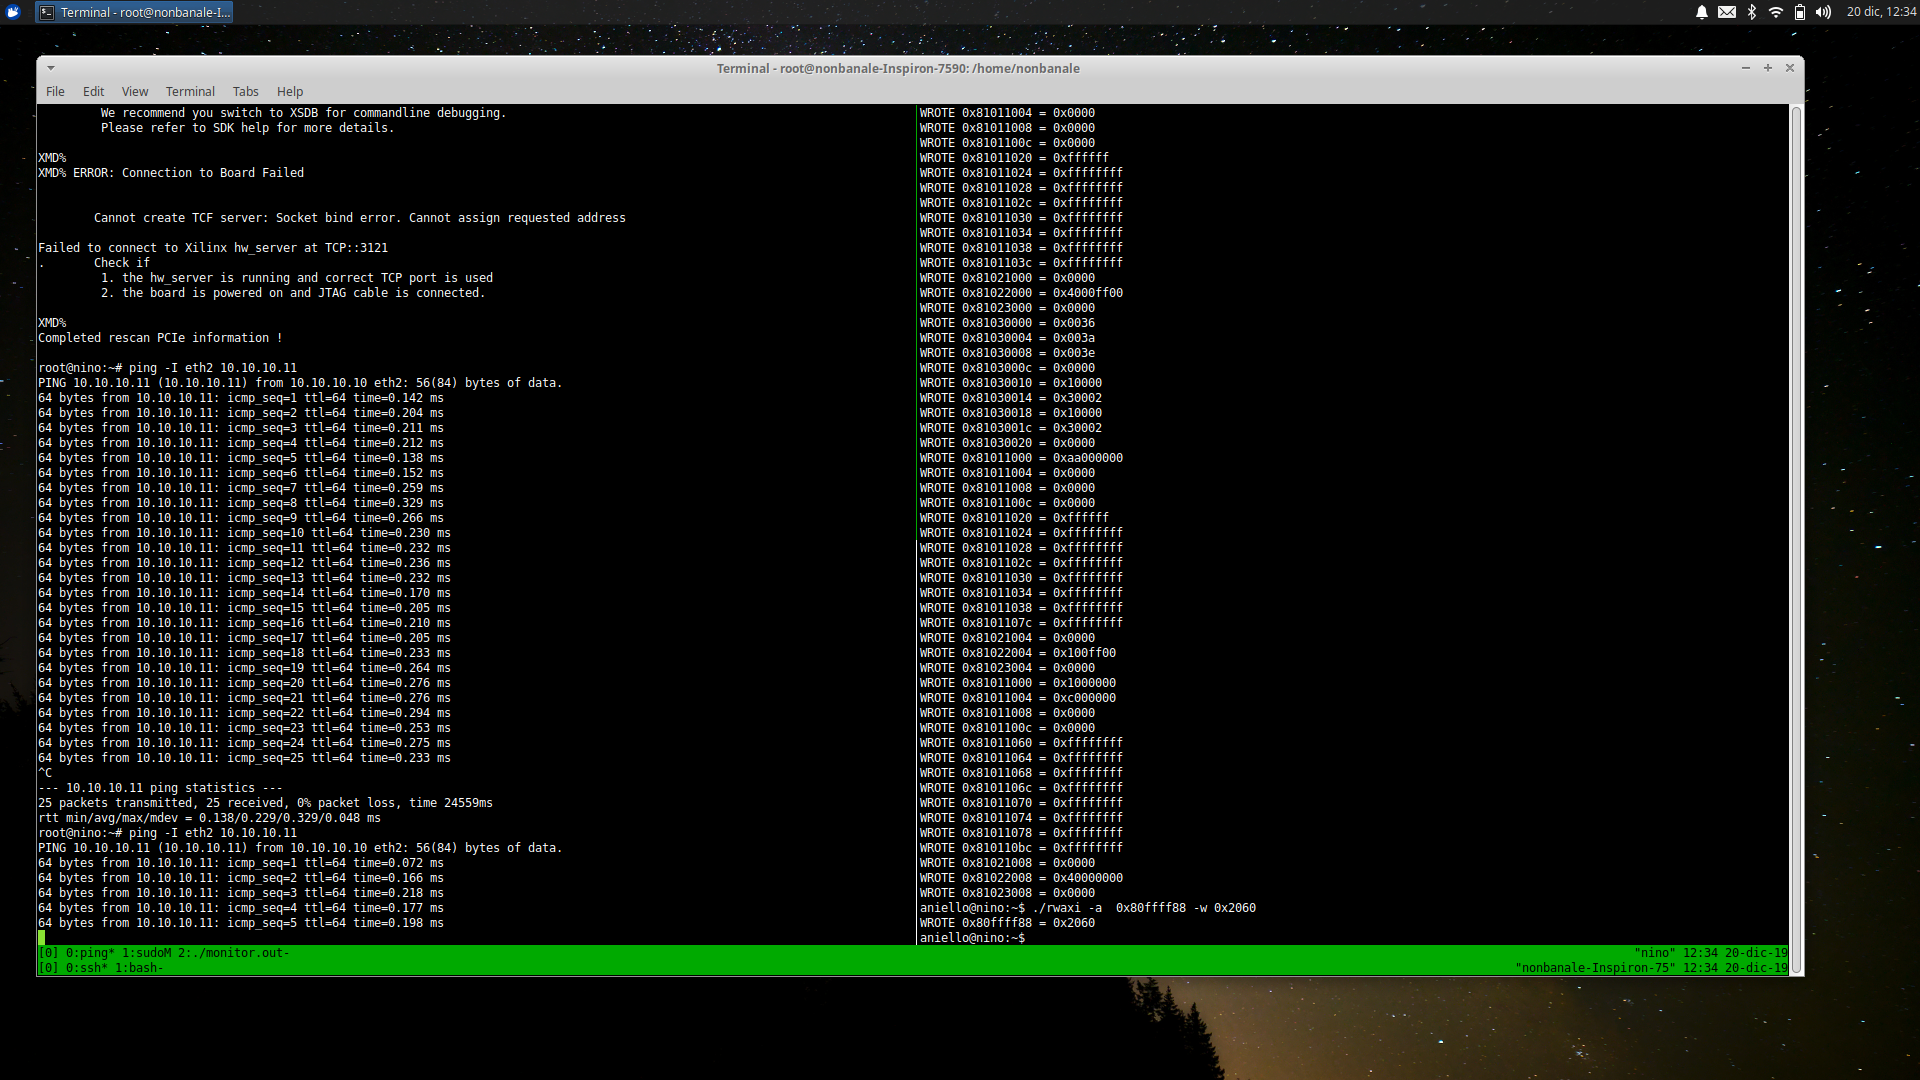 Terminal - root@nonbanale-I...
20 dic, 12:34
Terminal - root@nonbanale-Inspiron-7590: /home/nonbanale
File Edit View Terminal Tabs Help
We recommend you switch to XSDB for commandline debugging.
Please refer to SDK help for more details.
XMD%
XMD% ERROR: Connection to Board Failed
Cannot create TCF server: Socket bind error. Cannot assign requested address
Failed to connect to Xilinx hw_server at TCP::3121
. Check if
1. the hw_server is running and correct TCP port is used
2. the board is powered on and JTAG cable is connected.
XMD%
Completed rescan PCIe information !
root@nino:~# ping -I eth2 10.10.10.11
PING 10.10.10.11 (10.10.10.11) from 10.10.10.10 eth2: 56(84) bytes of data.
64 bytes from 10.10.10.11: icmp_seq=1 ttl=64 time=0.142 ms
64 bytes from 10.10.10.11: icmp_seq=2 ttl=64 time=0.204 ms
64 bytes from 10.10.10.11: icmp_seq=3 ttl=64 time=0.211 ms
64 bytes from 10.10.10.11: icmp_seq=4 ttl=64 time=0.212 ms
64 bytes from 10.10.10.11: icmp_seq=5 ttl=64 time=0.138 ms
64 bytes from 10.10.10.11: icmp_seq=6 ttl=64 time=0.152 ms
64 bytes from 10.10.10.11: icmp_seq=7 ttl=64 time=0.259 ms
64 bytes from 10.10.10.11: icmp_seq=8 ttl=64 time=0.329 ms
64 bytes from 10.10.10.11: icmp_seq=9 ttl=64 time=0.266 ms
64 bytes from 10.10.10.11: icmp_seq=10 ttl=64 time=0.230 ms
64 bytes from 10.10.10.11: icmp_seq=11 ttl=64 time=0.232 ms
64 bytes from 10.10.10.11: icmp_seq=12 ttl=64 time=0.236 ms
64 bytes from 10.10.10.11: icmp_seq=13 ttl=64 time=0.232 ms
64 bytes from 10.10.10.11: icmp_seq=14 ttl=64 time=0.170 ms
64 bytes from 10.10.10.11: icmp_seq=15 ttl=64 time=0.205 ms
64 bytes from 10.10.10.11: icmp_seq=16 ttl=64 time=0.210 ms
64 bytes from 10.10.10.11: icmp_seq=17 ttl=64 time=0.205 ms
64 bytes from 10.10.10.11: icmp_seq=18 ttl=64 time=0.233 ms
64 bytes from 10.10.10.11: icmp_seq=19 ttl=64 time=0.264 ms
64 bytes from 10.10.10.11: icmp_seq=20 ttl=64 time=0.276 ms
64 bytes from 10.10.10.11: icmp_seq=21 ttl=64 time=0.276 ms
64 bytes from 10.10.10.11: icmp_seq=22 ttl=64 time=0.294 ms
64 bytes from 10.10.10.11: icmp_seq=23 ttl=64 time=0.253 ms
64 bytes from 10.10.10.11: icmp_seq=24 ttl=64 time=0.275 ms
64 bytes from 10.10.10.11: icmp_seq=25 ttl=64 time=0.233 ms
^C
--- 10.10.10.11 ping statistics ---
25 packets transmitted, 25 received, 0% packet loss, time 24559ms
rtt min/avg/max/mdev = 0.138/0.229/0.329/0.048 ms
root@nino:~# ping -I eth2 10.10.10.11
PING 10.10.10.11 (10.10.10.11) from 10.10.10.10 eth2: 56(84) bytes of data.
64 bytes from 10.10.10.11: icmp_seq=1 ttl=64 time=0.072 ms
64 bytes from 10.10.10.11: icmp_seq=2 ttl=64 time=0.166 ms
64 bytes from 10.10.10.11: icmp_seq=3 ttl=64 time=0.218 ms
64 bytes from 10.10.10.11: icmp_seq=4 ttl=64 time=0.177 ms
64 bytes from 10.10.10.11: icmp_seq=5 ttl=64 time=0.198 ms
WROTE 0x81011004 = 0x0000
WROTE 0x81011008 = 0x0000
WROTE 0x8101100c = 0x0000
WROTE 0x81011020 = 0xffffff
WROTE 0x81011024 = 0xffffffff
WROTE 0x81011028 = 0xffffffff
WROTE 0x8101102c = 0xffffffff
WROTE 0x81011030 = 0xffffffff
WROTE 0x81011034 = 0xffffffff
WROTE 0x81011038 = 0xffffffff
WROTE 0x8101103c = 0xffffffff
WROTE 0x81021000 = 0x0000
WROTE 0x81022000 = 0x4000ff00
WROTE 0x81023000 = 0x0000
WROTE 0x81030000 = 0x0036
WROTE 0x81030004 = 0x003a
WROTE 0x81030008 = 0x003e
WROTE 0x8103000c = 0x0000
WROTE 0x81030010 = 0x10000
WROTE 0x81030014 = 0x30002
WROTE 0x81030018 = 0x10000
WROTE 0x8103001c = 0x30002
WROTE 0x81030020 = 0x0000
WROTE 0x81011000 = 0xaa000000
WROTE 0x81011004 = 0x0000
WROTE 0x81011008 = 0x0000
WROTE 0x8101100c = 0x0000
WROTE 0x81011020 = 0xffffff
WROTE 0x81011024 = 0xffffffff
WROTE 0x81011028 = 0xffffffff
WROTE 0x8101102c = 0xffffffff
WROTE 0x81011030 = 0xffffffff
WROTE 0x81011034 = 0xffffffff
WROTE 0x81011038 = 0xffffffff
WROTE 0x8101107c = 0xffffffff
WROTE 0x81021004 = 0x0000
WROTE 0x81022004 = 0x100ff00
WROTE 0x81023004 = 0x0000
WROTE 0x81011000 = 0x1000000
WROTE 0x81011004 = 0xc000000
WROTE 0x81011008 = 0x0000
WROTE 0x8101100c = 0x0000
WROTE 0x81011060 = 0xffffffff
WROTE 0x81011064 = 0xffffffff
WROTE 0x81011068 = 0xffffffff
WROTE 0x8101106c = 0xffffffff
WROTE 0x81011070 = 0xffffffff
WROTE 0x81011074 = 0xffffffff
WROTE 0x81011078 = 0xffffffff
WROTE 0x810110bc = 0xffffffff
WROTE 0x81021008 = 0x0000
WROTE 0x81022008 = 0x40000000
WROTE 0x81023008 = 0x0000
aniello@nino:~$ ./rwaxi -a  0x80ffff88 -w 0x2060
WROTE 0x80ffff88 = 0x2060
aniello@nino:~$
[0] 0:ping* 1:sudoM 2:./monitor.out- "nino" 12:34 20-dic-19
[0] 0:ssh* 1:bash- "nonbanale-Inspiron-75" 12:34 20-dic-19